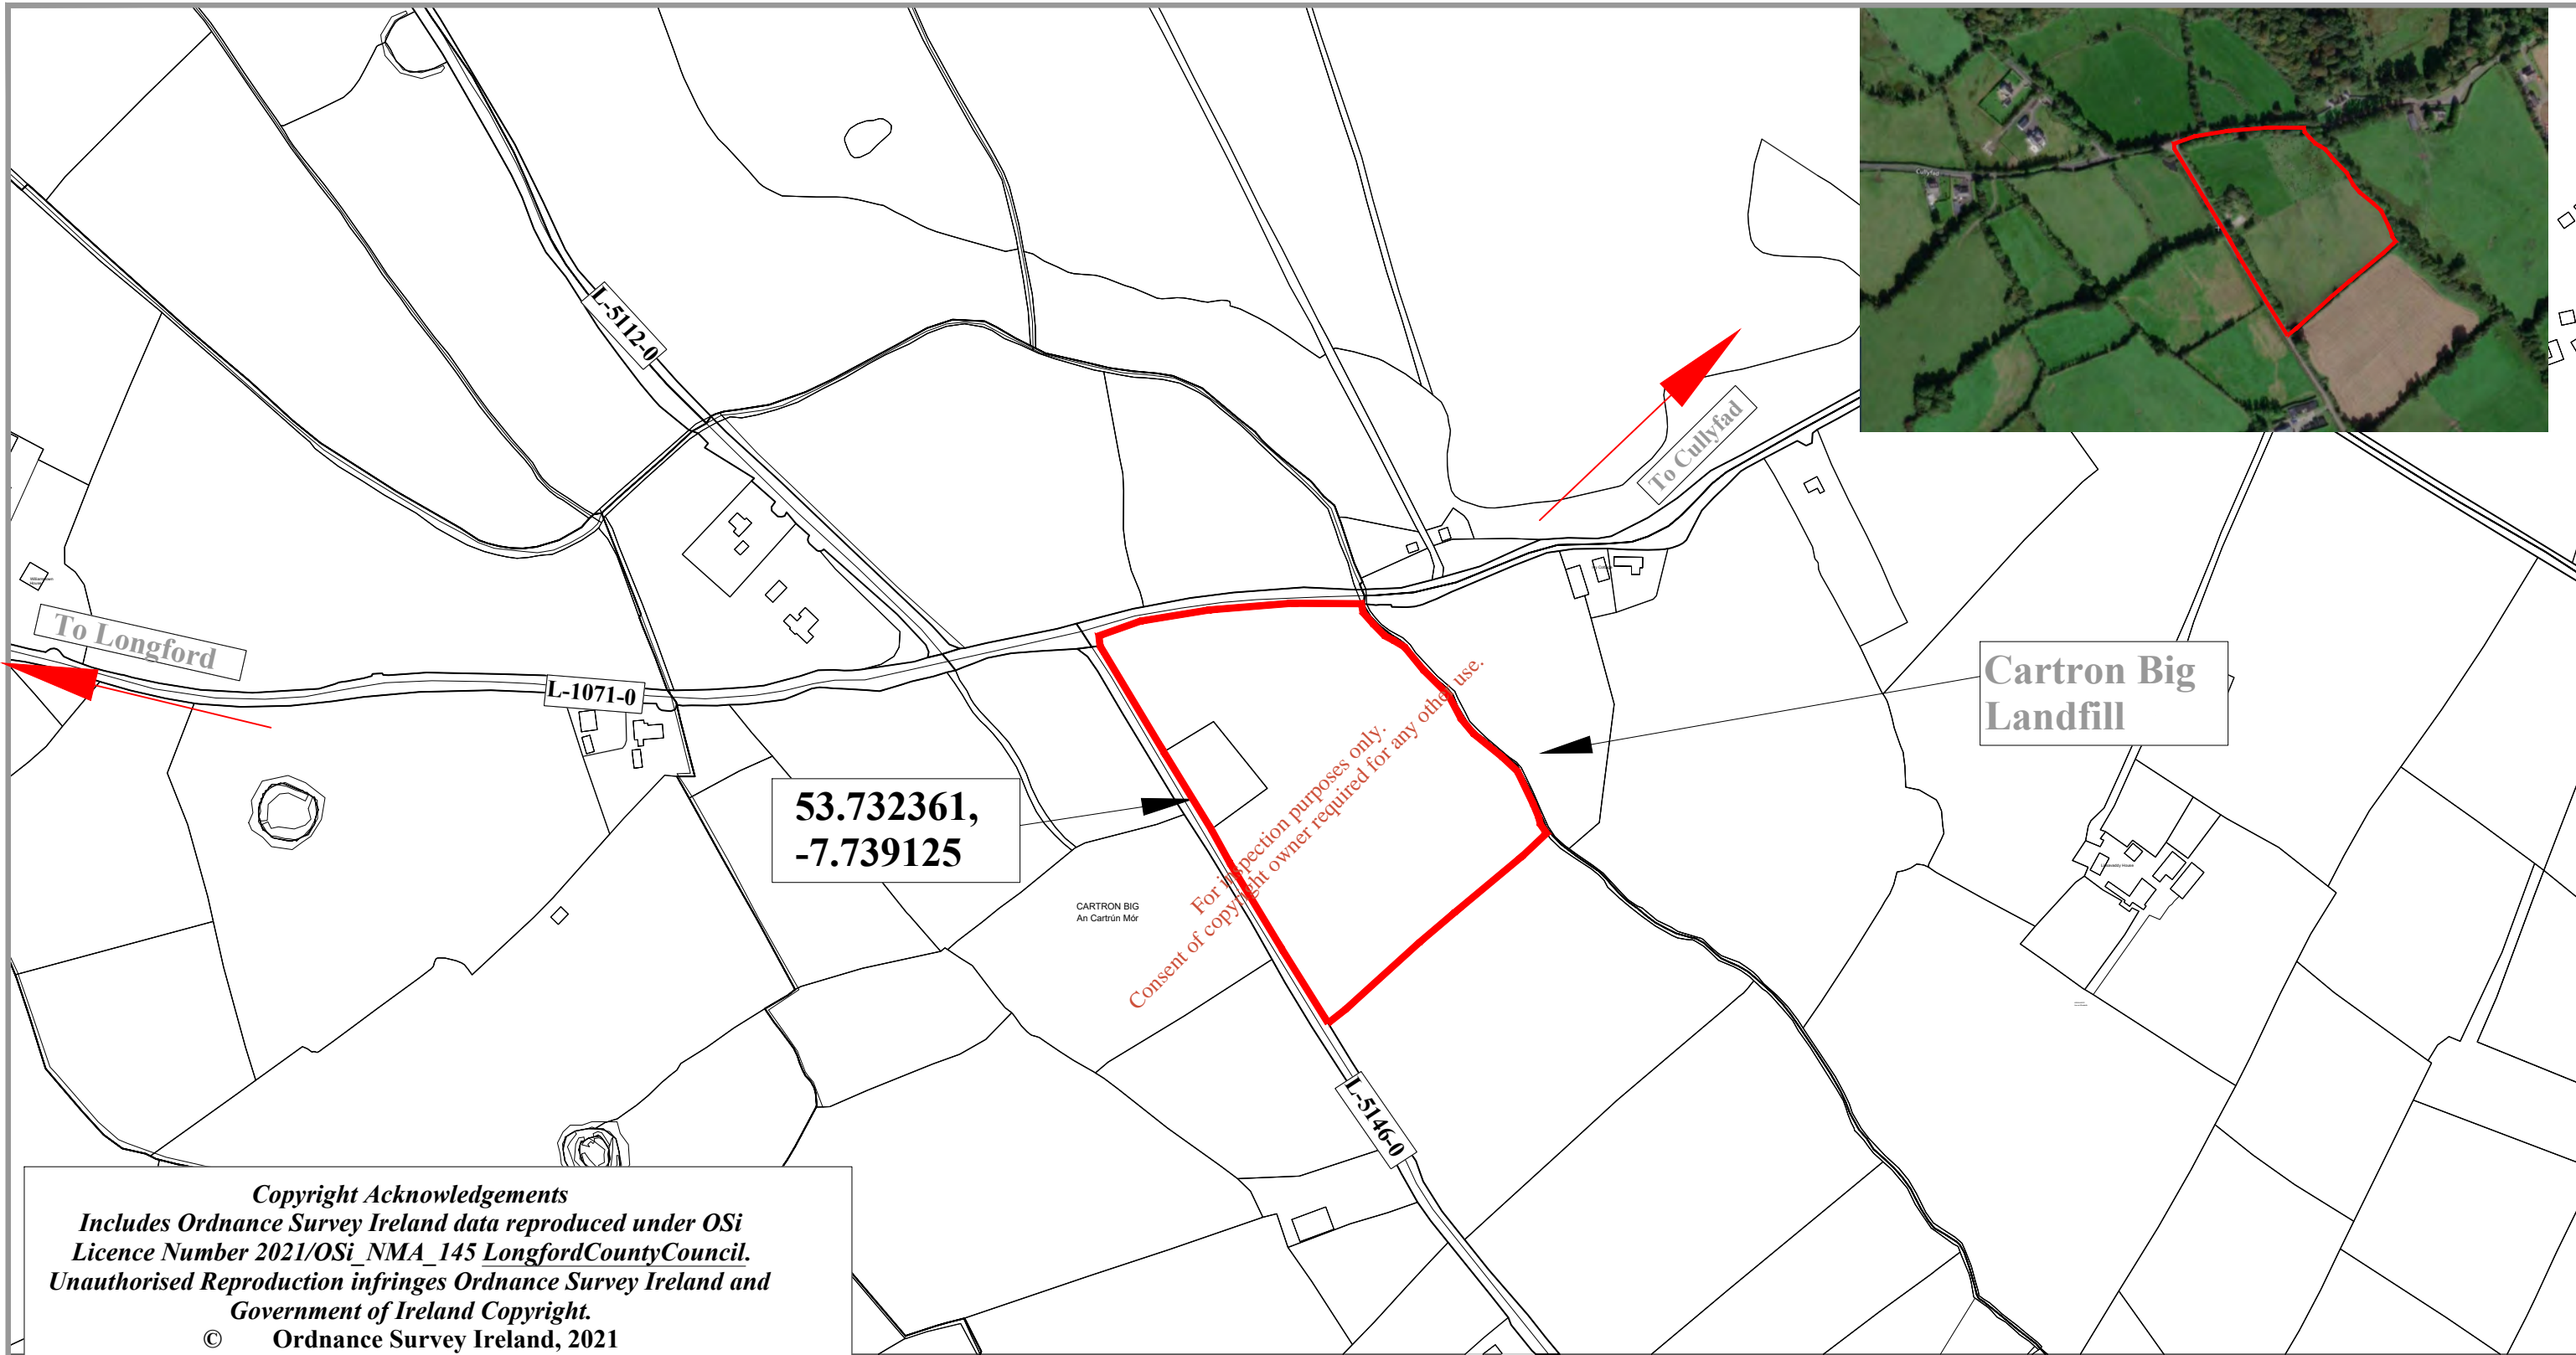 L-5112-0
To Cullyfad
Cullyfad
To Longford
L-1071-0
Cartron Big
Landfill
53.732361,
-7.739125
For inspection purposes only.
Consent of copyright owner required for any other use.
CARTRON BIG
An Cartrún Mór
L-5146-0
Copyright Acknowledgements
Includes Ordnance Survey Ireland data reproduced under OSi
Licence Number 2021/OSi_NMA_145 LongfordCountyCouncil.
Unauthorised Reproduction infringes Ordnance Survey Ireland and
Government of Ireland Copyright.
© Ordnance Survey Ireland, 2021